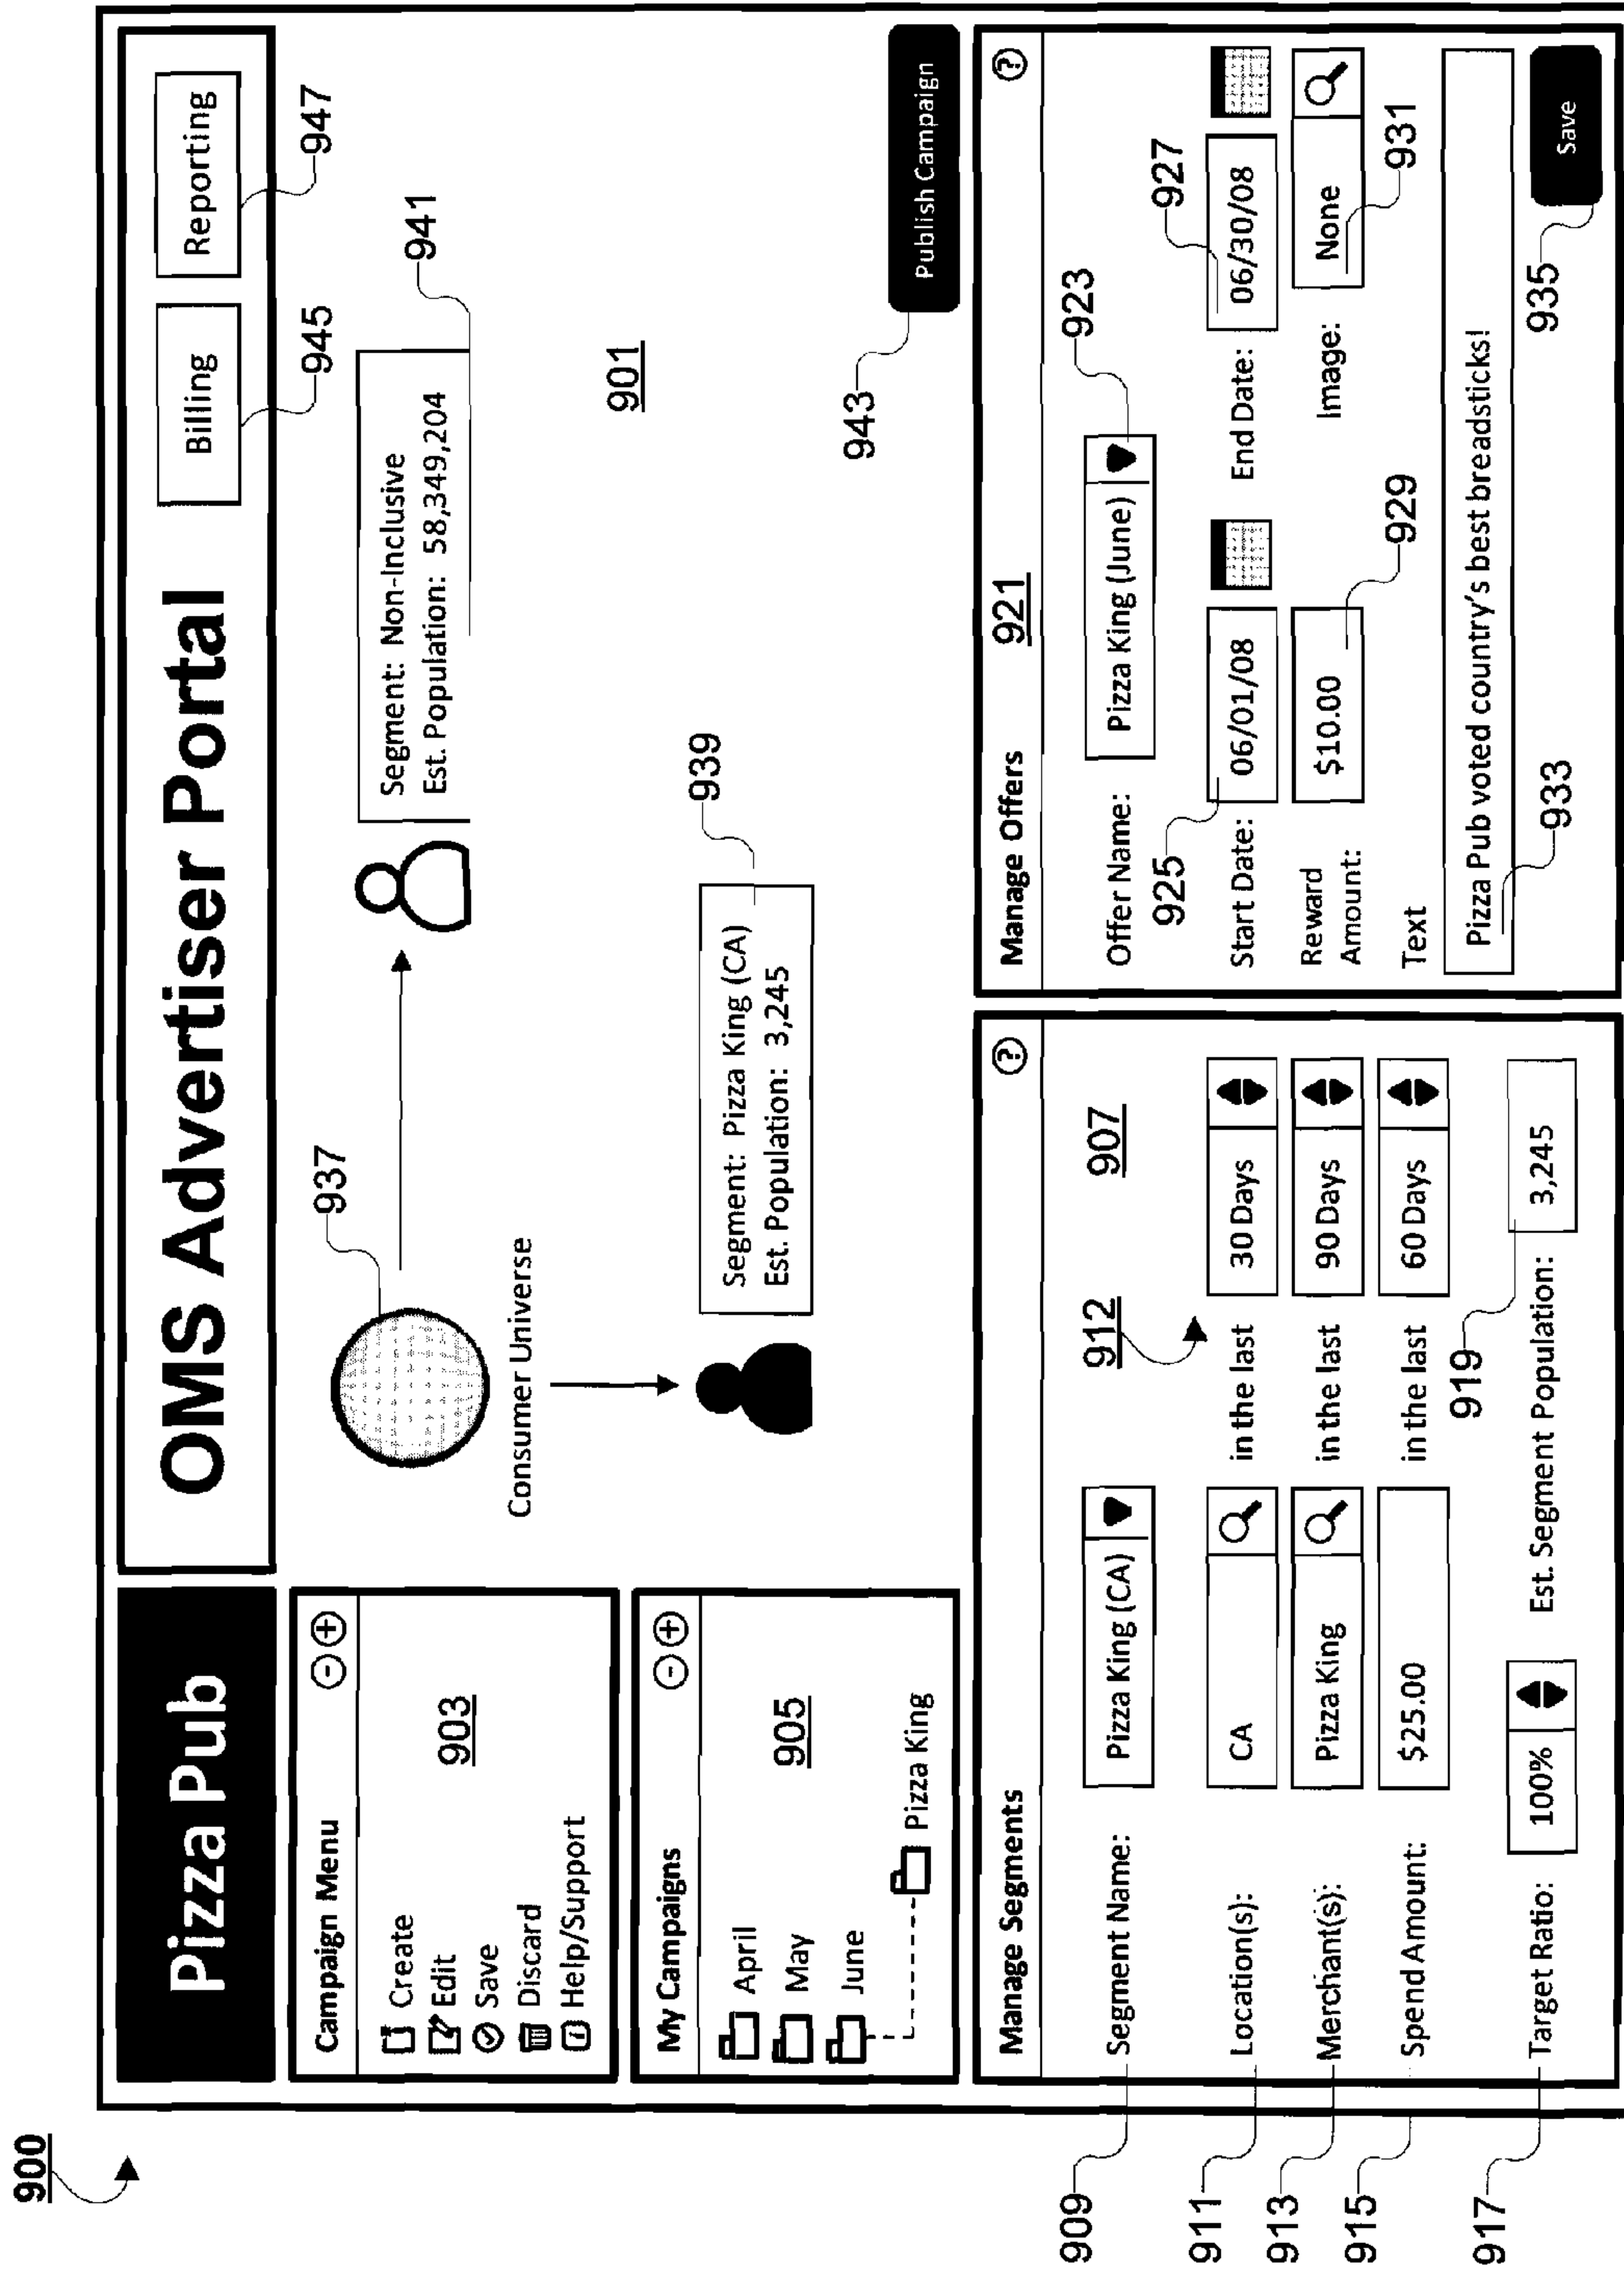 900
Pizza Pub
OMS Advertiser Portal
Billing
Reporting
945
947
Campaign Menu
- +
Create
Edit
Save
Discard
Help/Support
903
My Campaigns
- +
April
May
June
Pizza King
905
937
Consumer Universe
Segment: Non-Inclusive
Est. Population: 58,349,204
941
901
Segment: Pizza King (CA)
Est. Population: 3,245
939
943
Publish Campaign
Manage Segments
?
907
909
Segment Name:
Pizza King (CA)
912
911
Location(s):
CA
in the last
30 Days
913
Merchant(s):
Pizza King
in the last
90 Days
915
Spend Amount:
$25.00
in the last
60 Days
919
917
Target Ratio:
100%
Est. Segment Population:
3,245
Manage Offers
921
?
Offer Name:
Pizza King (June)
923
925
927
Start Date:
06/01/08
End Date:
06/30/08
Reward
Amount:
$10.00
Image:
None
929
931
Text
Pizza Pub voted country's best breadsticks!
933
935
Save